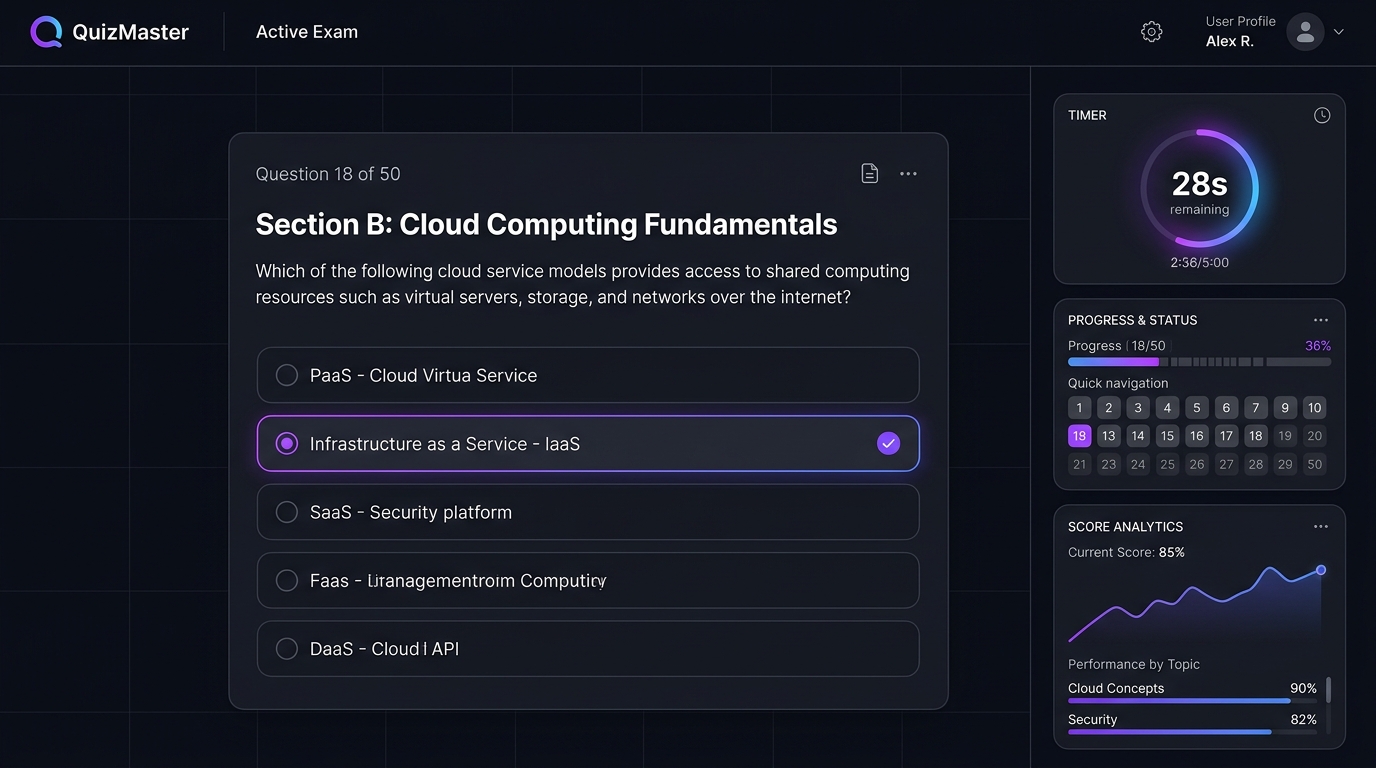 QuizMaster
Active Exam
User Profile
Alex R.
Question 18 of 50
Section B: Cloud Computing Fundamentals
Which of the following cloud service models provides access to shared computing
resources such as virtual servers, storage, and networks over the internet?
PaaS - Cloud Virtua Service
Infrastructure as a Service - IaaS
SaaS - Security platform
Faas -
DaaS - Cloud API
TIMER
28s
remaining
2:36/5:00
PROGRESS & STATUS
Progress 18/50 36%
Quick navigation
1 2 3 4 5 6 7 8 9 10
18 13 14 15 16 17 18 19 20
21 23 24 25 26 27 28 29 50
SCORE ANALYTICS
Current Score: 85%
Performance by Topic
Cloud Concepts 90%
Security 82%